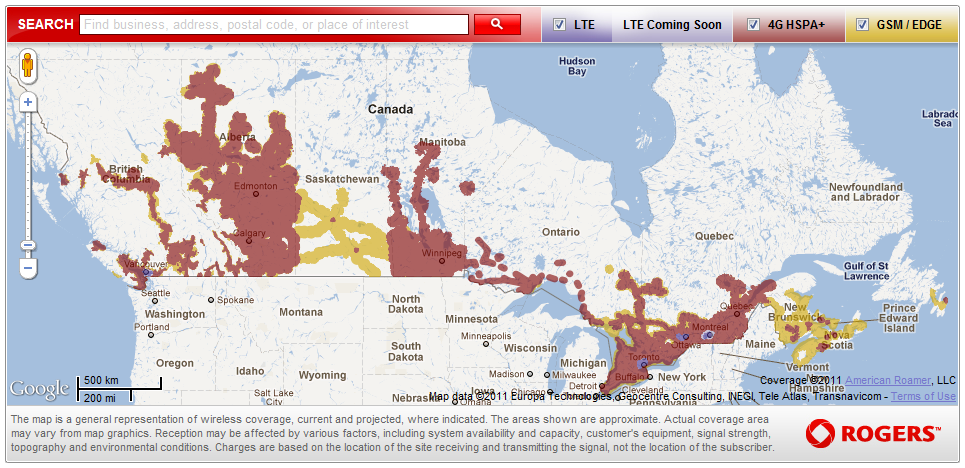 SEARCH Find business, address, postal code, or place of interest LTE LTE Coming Soon 4G HSPA+ GSM / EDGE
Hudson
Bay
Canada
Labrador
Sea
Alberta
Manitoba
British
Columbia
Saskatchewan
Edmonton
Newfoundland
and Labrador
Ontario
Quebec
Calgary
Winnipeg
Vancouver
Gulf of St
Lawrence
Seattle
Spokane
Washington
Montana
North
Dakota
Minnesota
Quebec
New
Brunswick
Prince
Edward
Island
Portland
Minneapolis
Montreal
Ottawa
Maine
Nova
Scotia
Oregon
Idaho
Wyoming
South
Dakota
Wisconsin
Michigan
Toronto
Vermont
New
Hampshire
Madison
Milwaukee
Buffalo
New York
Detroit
Google
500 km
200 mi
Salt Lake
City
Nebraska
Omaha
Iowa
Chicago
Cleveland
Pennsylvania
Coverage ©2011 American Roamer, LLC
Map data ©2011 Europa Technologies, Geocentre Consulting, INEGI, Tele Atlas, Transnavicom - Terms of Use
The map is a general representation of wireless coverage, current and projected, where indicated. The areas shown are approximate. Actual coverage area
may vary from map graphics. Reception may be affected by various factors, including system availability and capacity, customer's equipment, signal strength,
topography and environmental conditions. Charges are based on the location of the site receiving and transmitting the signal, not the location of the subscriber.
ROGERS™